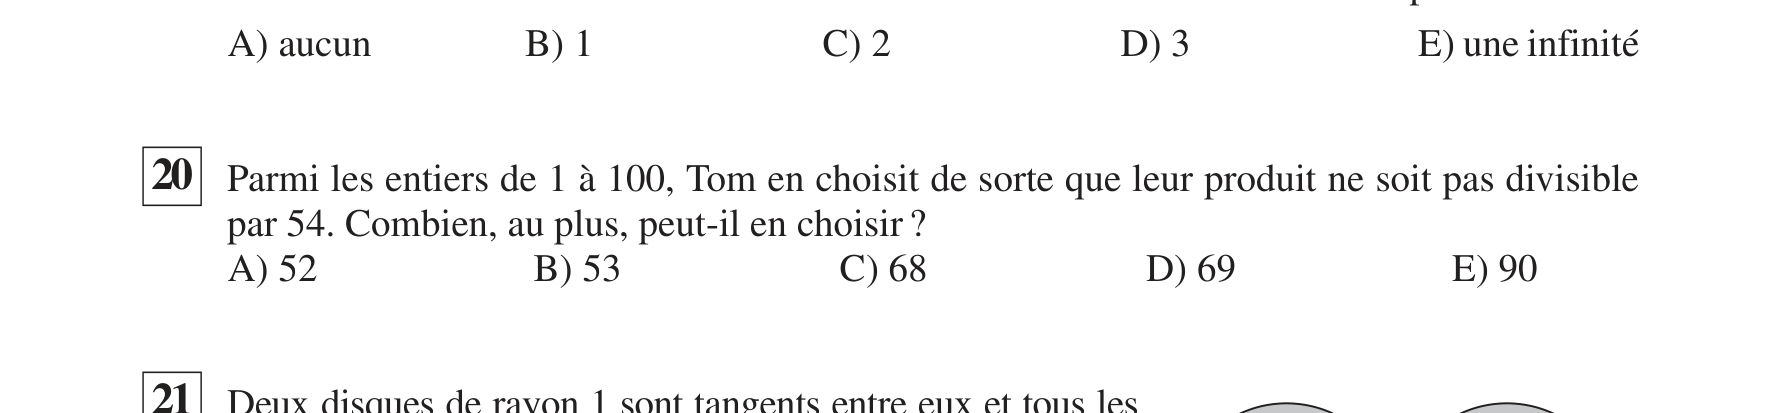 A) aucun B) 1 C) 2 D) 3 E) une infinité
20 Parmi les entiers de 1 à 100, Tom en choisit de sorte que leur produit ne soit pas divisible
par 54. Combien, au plus, peut-il en choisir ?
A) 52 B) 53 C) 68 D) 69 E) 90
21 Deux disques de rayon 1 sont tangents entre eux et tous les